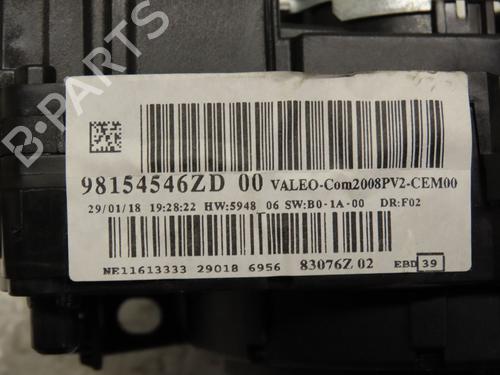 B-PARTS
98154546ZD 00 VALEO-Com2008PV2-CEM00
29/01/18 19:28:22 HW:5948 06 SW:B0-1A-00 DR:F02
NE11613333 29018 6956 83076Z 02 EBD 39